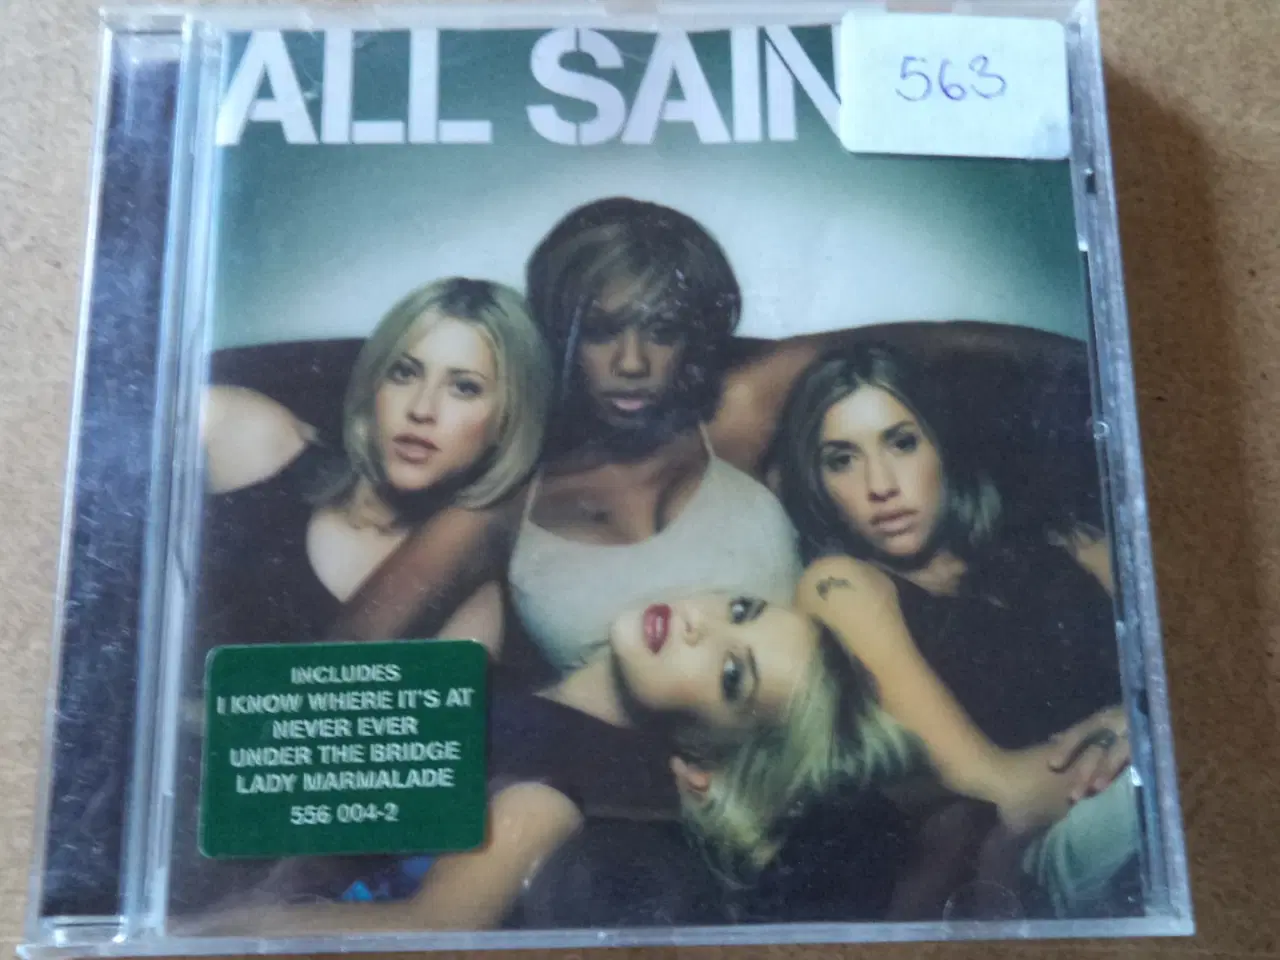 ALL SAIN
563
INCLUDES
I KNOW WHERE IT'S AT
NEVER EVER
UNDER THE BRIDGE
LADY MARMALADE
556 004-2